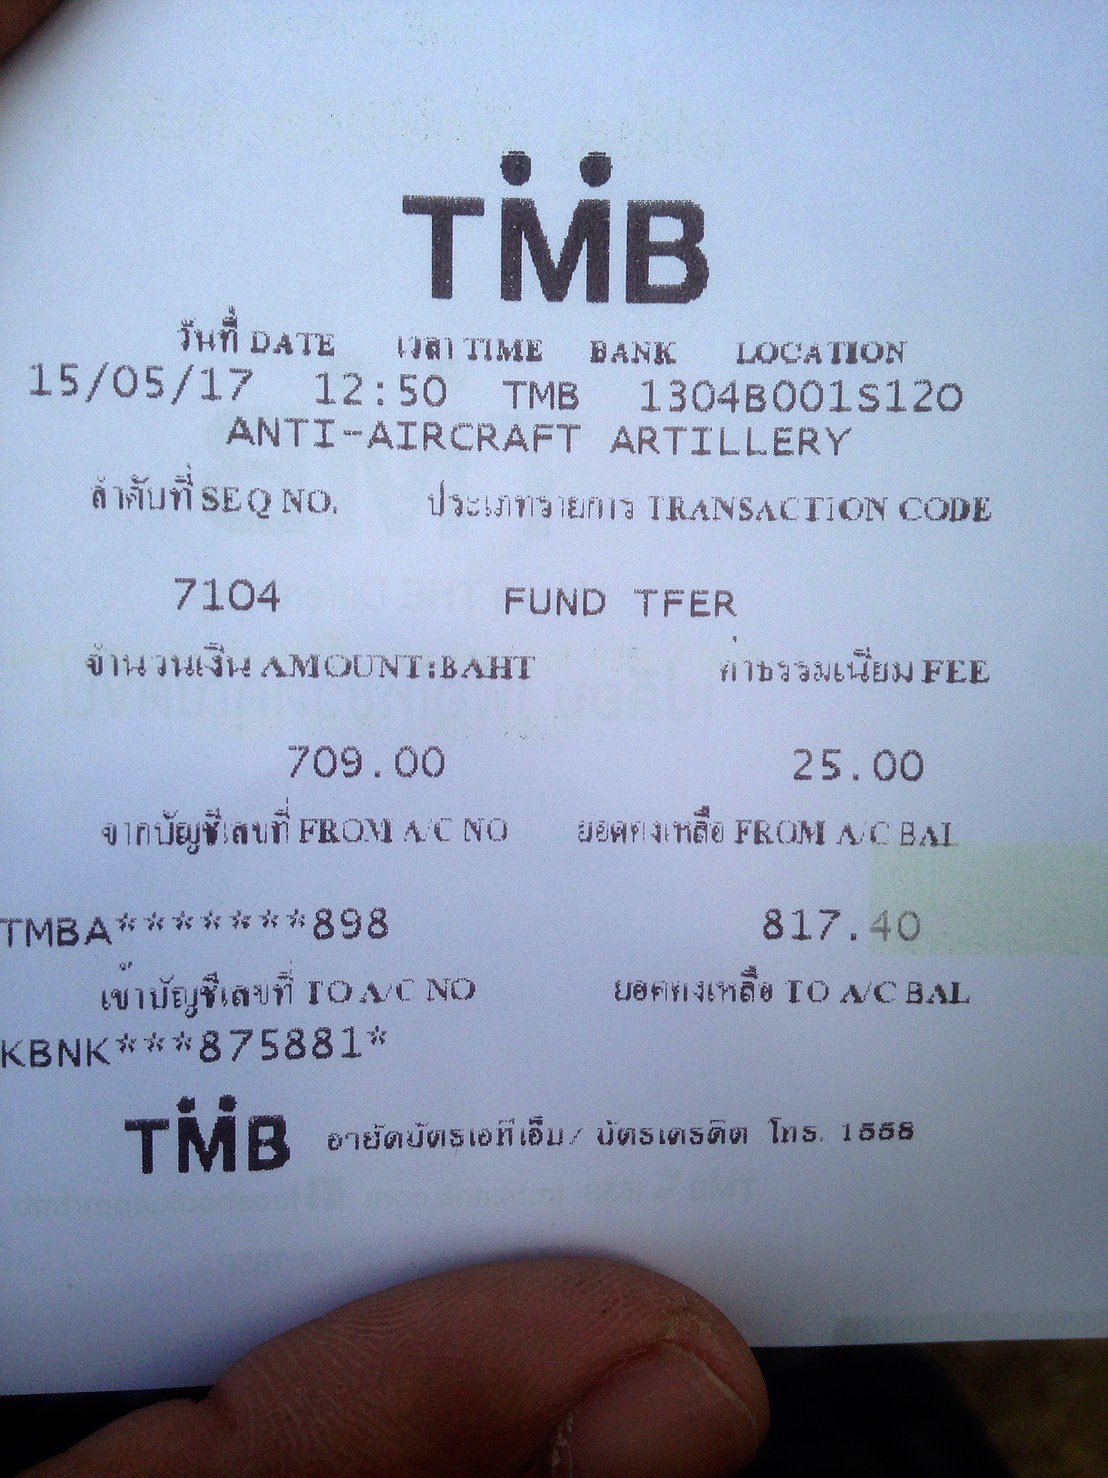 TMB
วันที่ DATE เวลา TIME BANK LOCATION
15/05/17 12:50 TMB 1304B001S120
ANTI-AIRCRAFT ARTILLERY
ลำดับที่ SEQ NO. ประเภทรายการ TRANSACTION CODE
7104 FUND TFER
จำนวนเงิน AMOUNT:BAHT ค่าธรรมเนียม FEE
709.00 25.00
จากบัญชีเลขที่ FROM A/C NO ยอดคงเหลือ FROM A/C BAL
TMBA*******898 817.40
เข้าบัญชีเลขที่ TO A/C NO ยอดคงเหลือ TO A/C BAL
KBNK***875881*
TMB อายัดบัตรเอทีเอ็ม/ บัตรเครดิต โทร. 1558